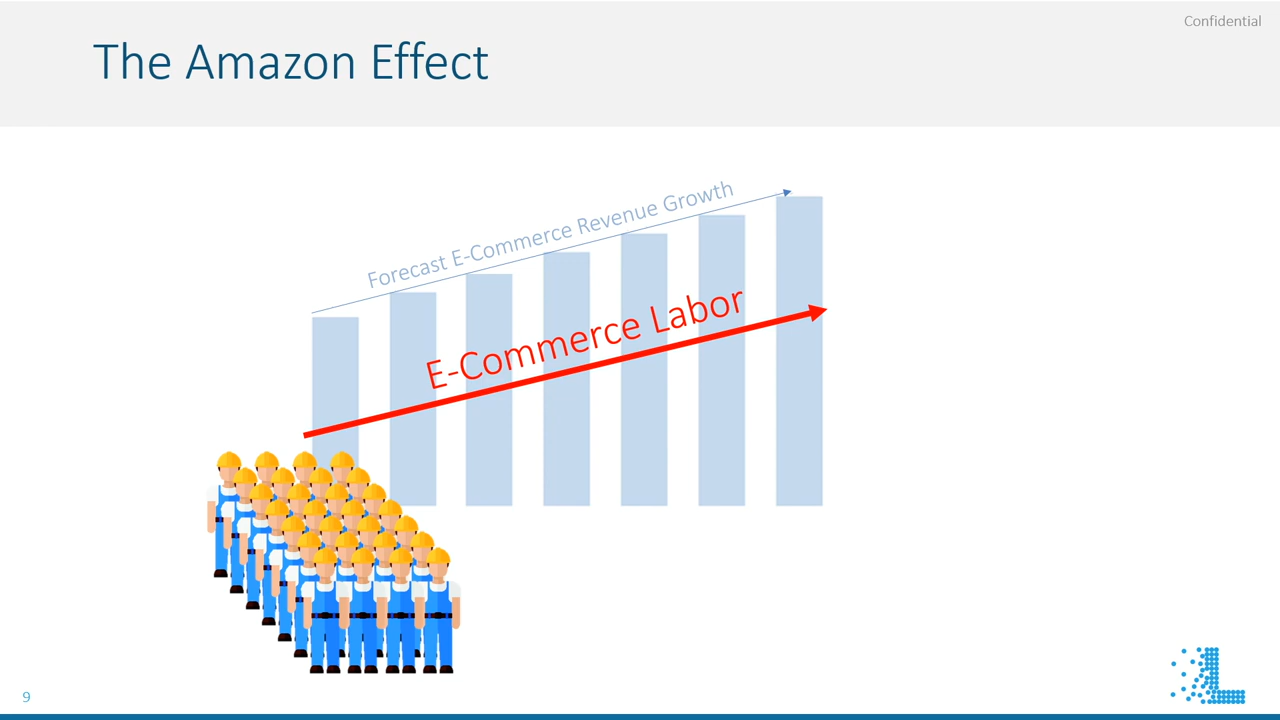 Confidential
The Amazon Effect
Forecast E-Commerce Revenue Growth
E-Commerce Labor
9